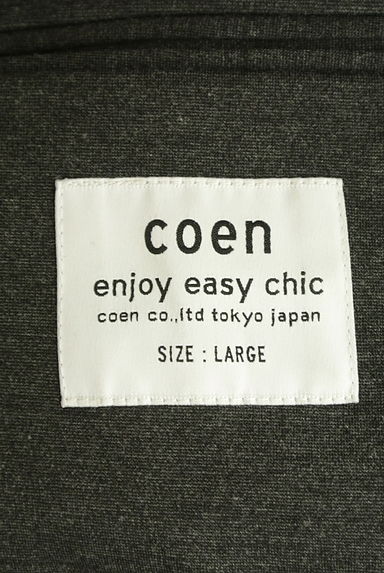 coen
enjoy easy chic
coen co.,ltd tokyo japan
SIZE : LARGE